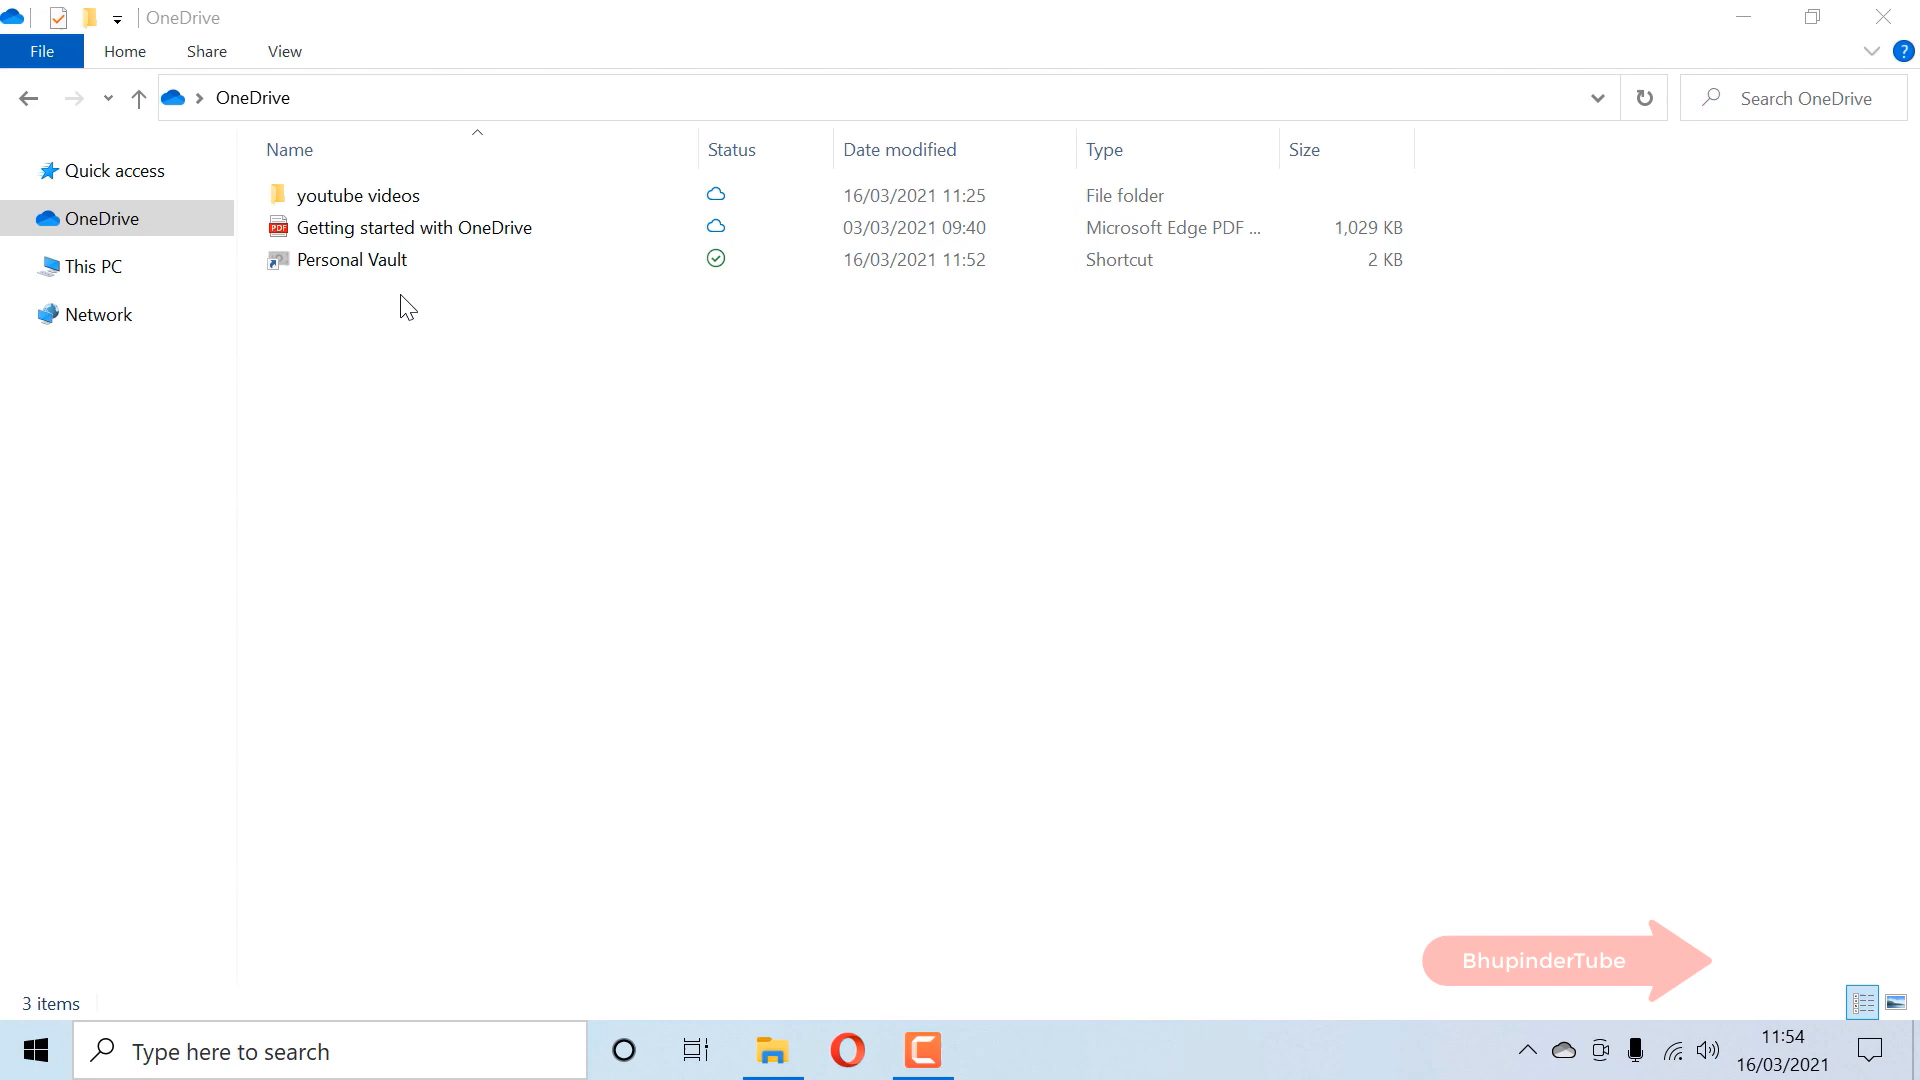 OneDrive
File Home Share View
OneDrive
Search OneDrive
Name Status Date modified Type Size
Quick access
OneDrive
This PC
Network
youtube videos 16/03/2021 11:25 File folder
PDF Getting started with OneDrive 03/03/2021 09:40 Microsoft Edge PDF ... 1,029 KB
Personal Vault 16/03/2021 11:52 Shortcut 2 KB
BhupinderTube
3 items
Type here to search
11:54
16/03/2021